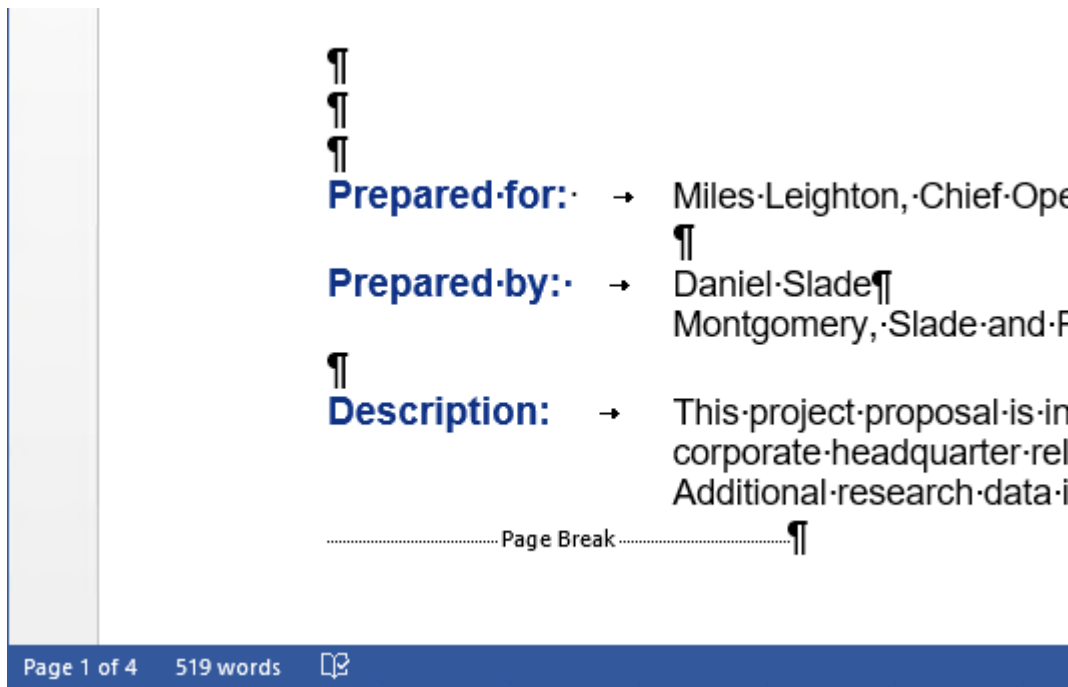 ¶
¶
¶
Prepared·for:· → Miles·Leighton,·Chief·Ope
¶
Prepared·by:· → Daniel·Slade¶
Montgomery,·Slade·and·
¶
Description: → This·project·proposal·is·in
corporate·headquarter·rel
Additional·research·data·i
Page Break ¶
Page 1 of 4 519 words